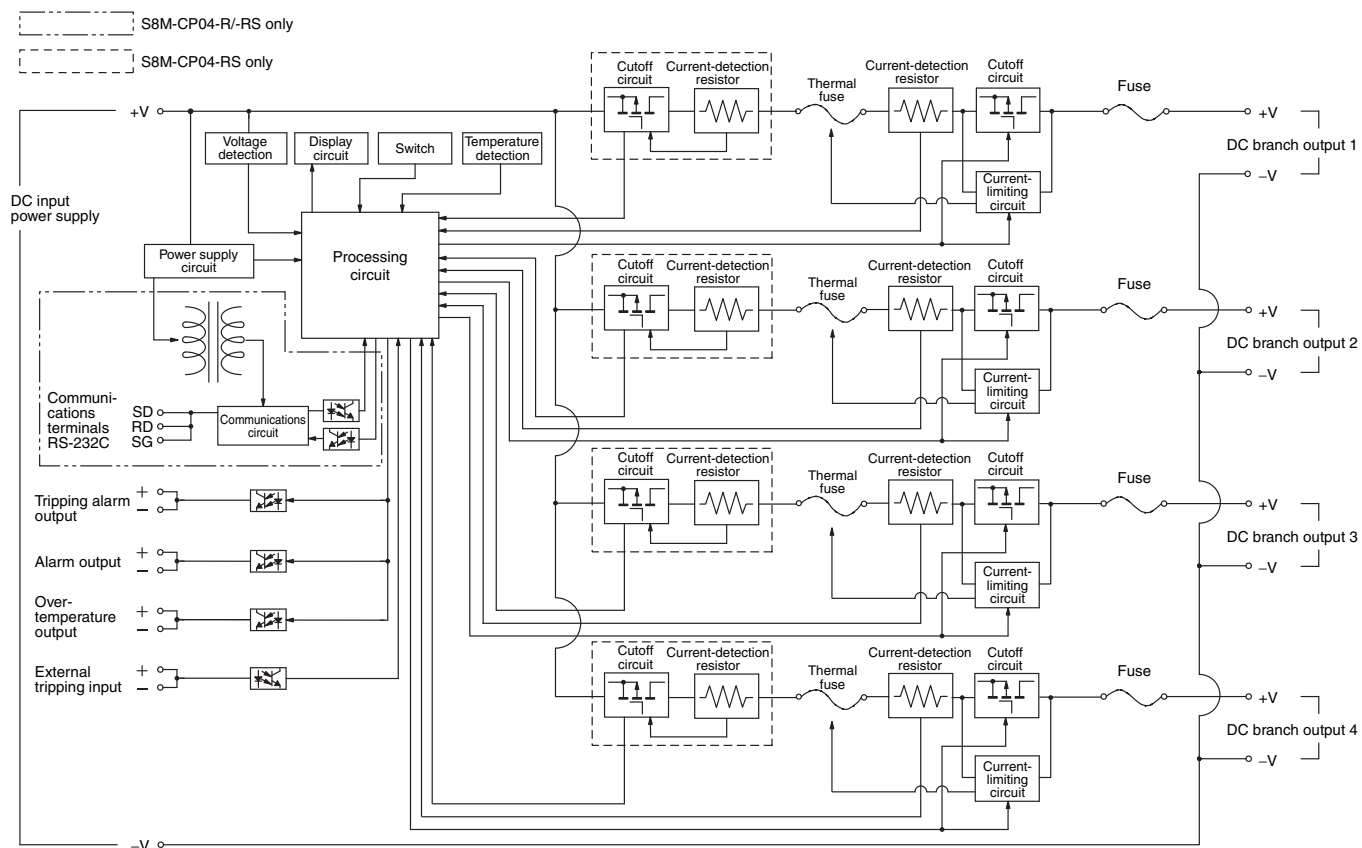 S8M-CP04-R/-RS only
S8M-CP04-RS only
+V
DC input
power supply
Voltage
detection
Display
circuit
Switch
Temperature
detection
Power supply
circuit
Processing
circuit
Communi-
cations
terminals
RS-232C
SD
RD
SG
Communications
circuit
Tripping alarm
output
+
−
Alarm output
+
−
Over-
temperature
output
+
−
External
tripping input
+
−
−V
Cutoff
circuit
Current-detection
resistor
Thermal
fuse
Current-detection
resistor
Cutoff
circuit
Current-
limiting
circuit
Fuse
+V
DC branch output 1
−V
Cutoff
circuit
Current-detection
resistor
Thermal
fuse
Current-detection
resistor
Cutoff
circuit
Current-
limiting
circuit
Fuse
+V
DC branch output 2
−V
Cutoff
circuit
Current-detection
resistor
Thermal
fuse
Current-detection
resistor
Cutoff
circuit
Current-
limiting
circuit
Fuse
+V
DC branch output 3
−V
Cutoff
circuit
Current-detection
resistor
Thermal
fuse
Current-detection
resistor
Cutoff
circuit
Current-
limiting
circuit
Fuse
+V
DC branch output 4
−V